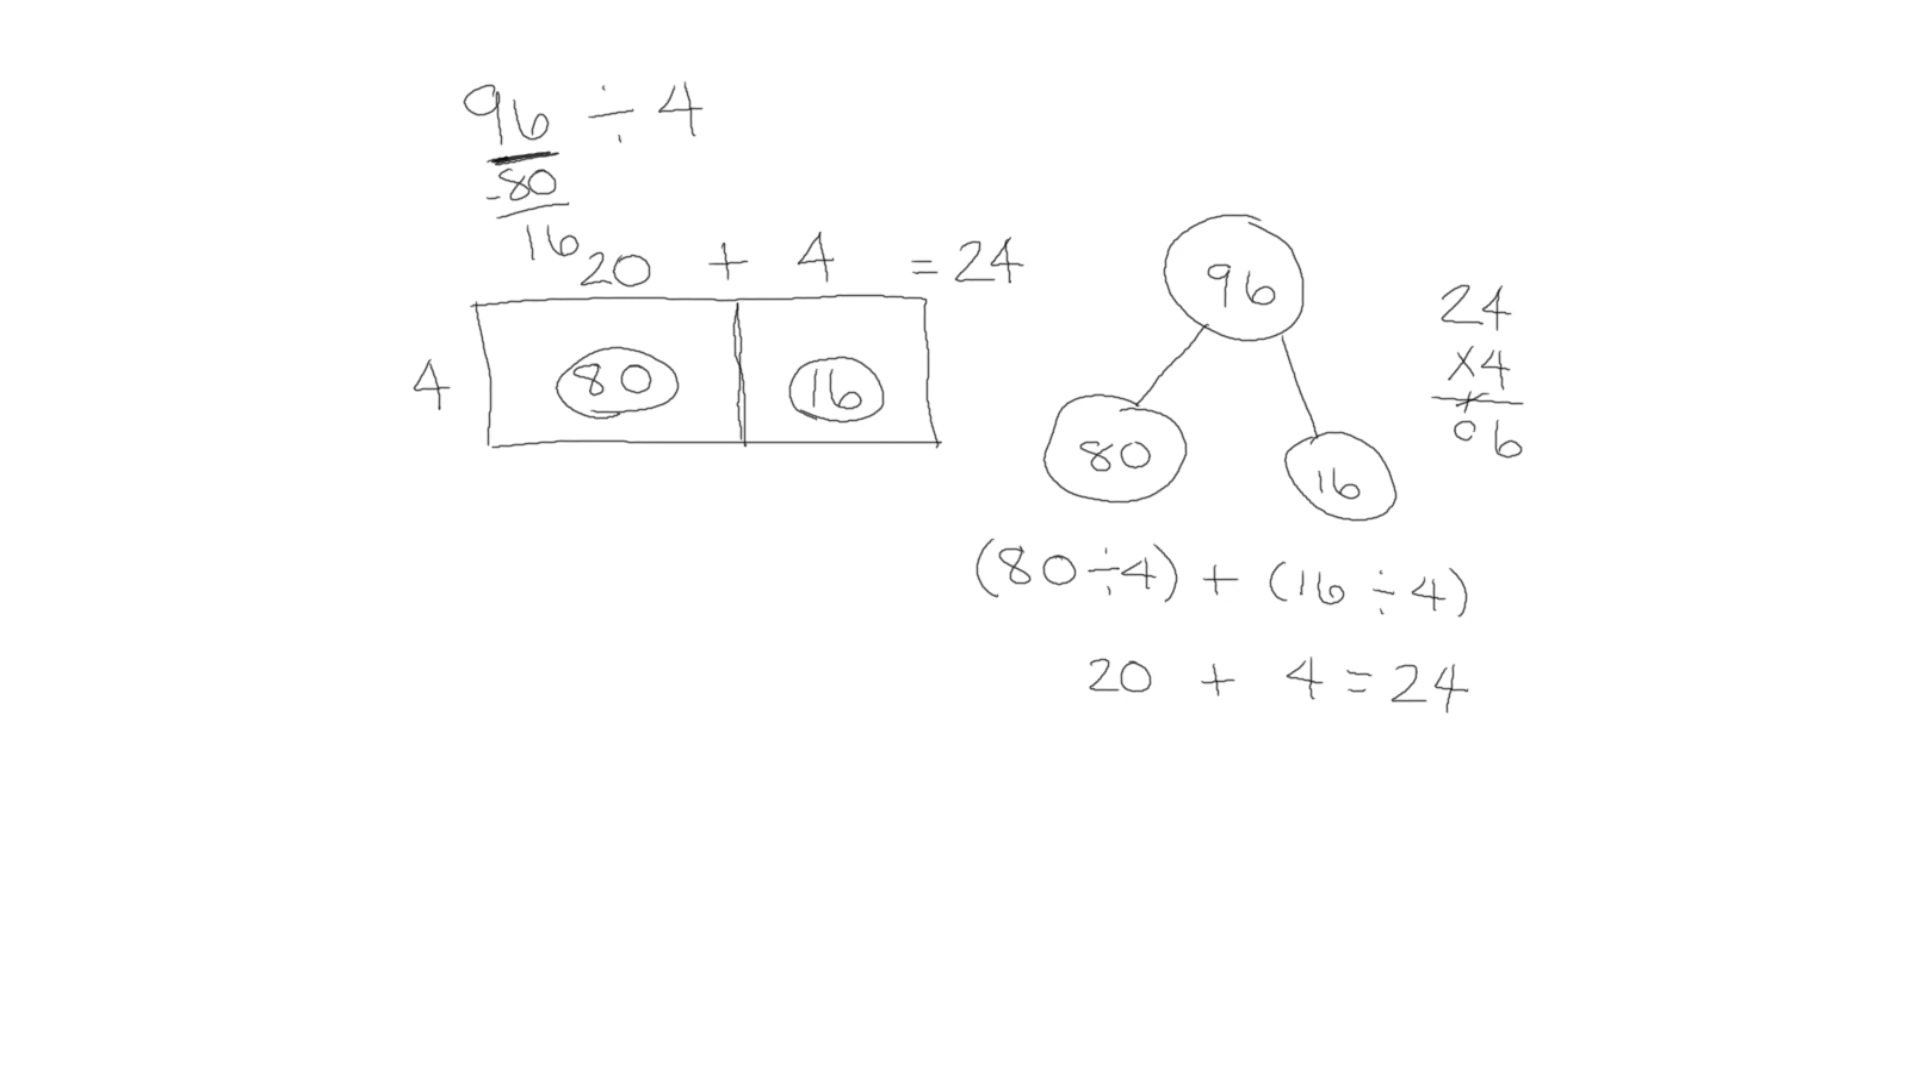 96 ÷ 4
-80
16
20 + 4 = 24
4
80 16
96
80
16
24
x4
96
(80÷4) + (16÷4)
20 + 4 = 24